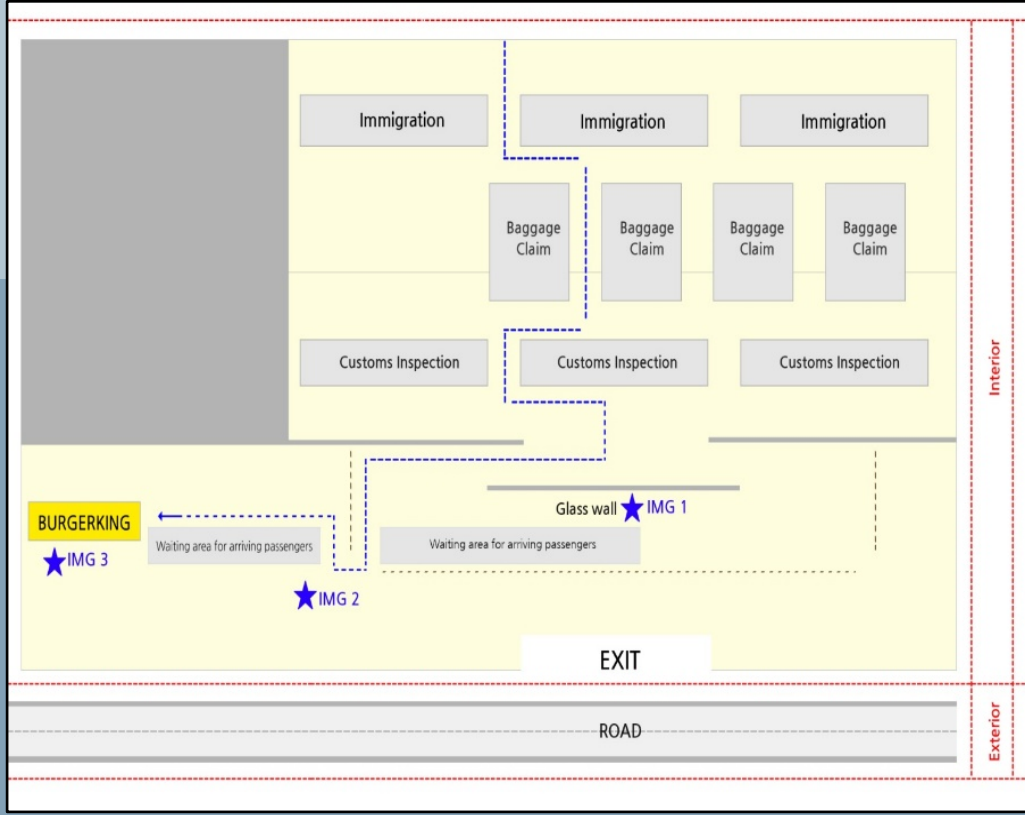 Immigration
Immigration
Immigration
Baggage
Claim
Baggage
Claim
Baggage
Claim
Baggage
Claim
Customs Inspection
Customs Inspection
Customs Inspection
Interior
Glass wall
IMG 1
BURGERKING
Waiting area for arriving passengers
Waiting area for arriving passengers
IMG 3
IMG 2
EXIT
ROAD
Exterior